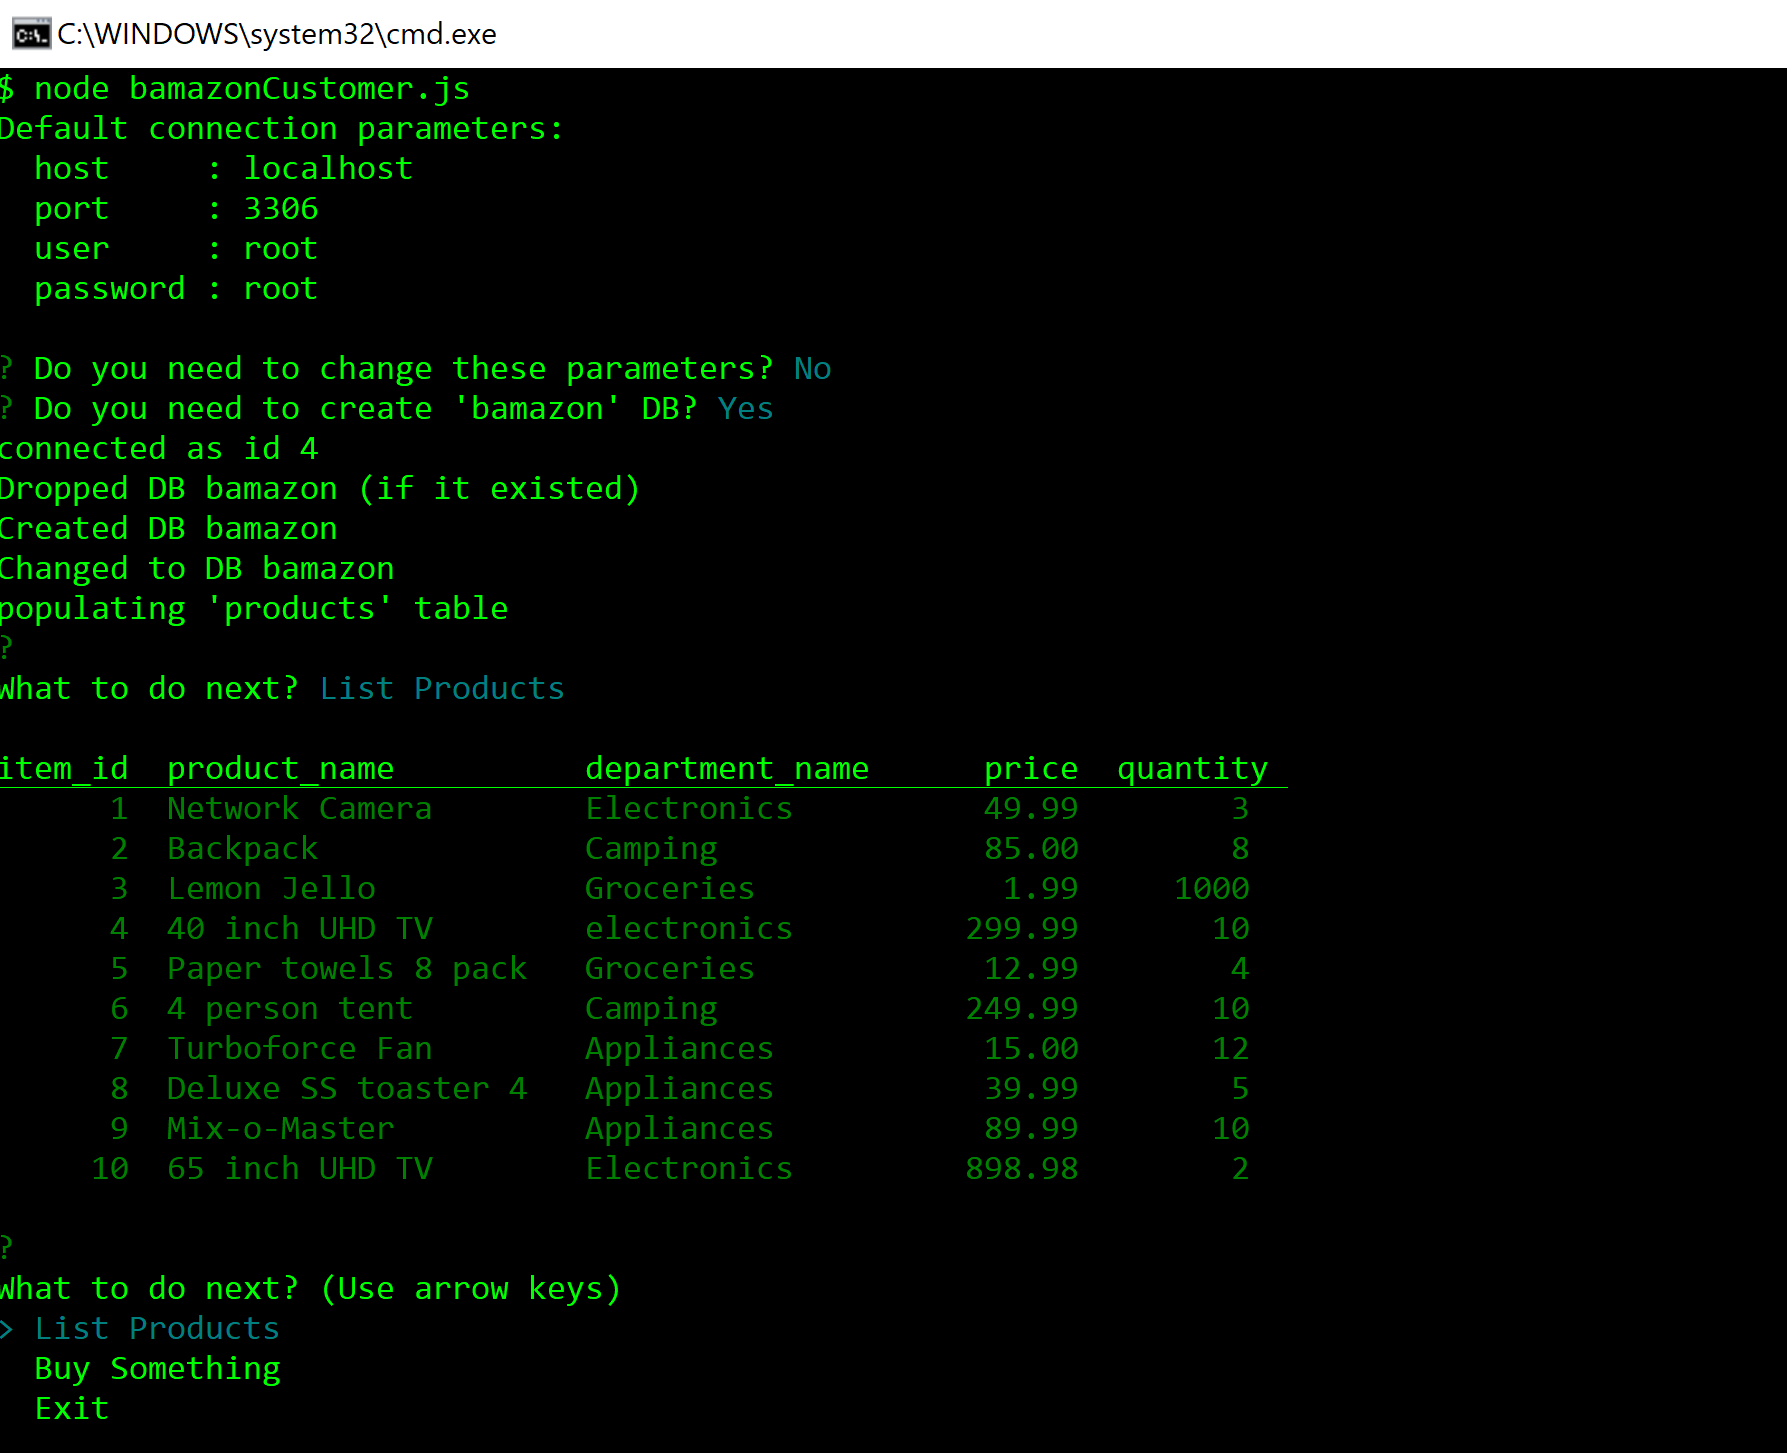 C:\WINDOWS\system32\cmd.exe
$ node bamazonCustomer.js
Default connection parameters:
  host     : localhost
  port     : 3306
  user     : root
  password : root
? Do you need to change these parameters? No
? Do you need to create 'bamazon' DB? Yes
connected as id 4
Dropped DB bamazon (if it existed)
Created DB bamazon
Changed to DB bamazon
populating 'products' table
?
What to do next? List Products
item_id  product_name          department_name      price  quantity
      1  Network Camera        Electronics          49.99         3
      2  Backpack              Camping              85.00         8
      3  Lemon Jello           Groceries             1.99      1000
      4  40 inch UHD TV        electronics         299.99        10
      5  Paper towels 8 pack   Groceries            12.99         4
      6  4 person tent         Camping             249.99        10
      7  Turboforce Fan        Appliances           15.00        12
      8  Deluxe SS toaster 4   Appliances           39.99         5
      9  Mix-o-Master          Appliances           89.99        10
     10  65 inch UHD TV        Electronics         898.98         2
?
What to do next? (Use arrow keys)
> List Products
  Buy Something
  Exit